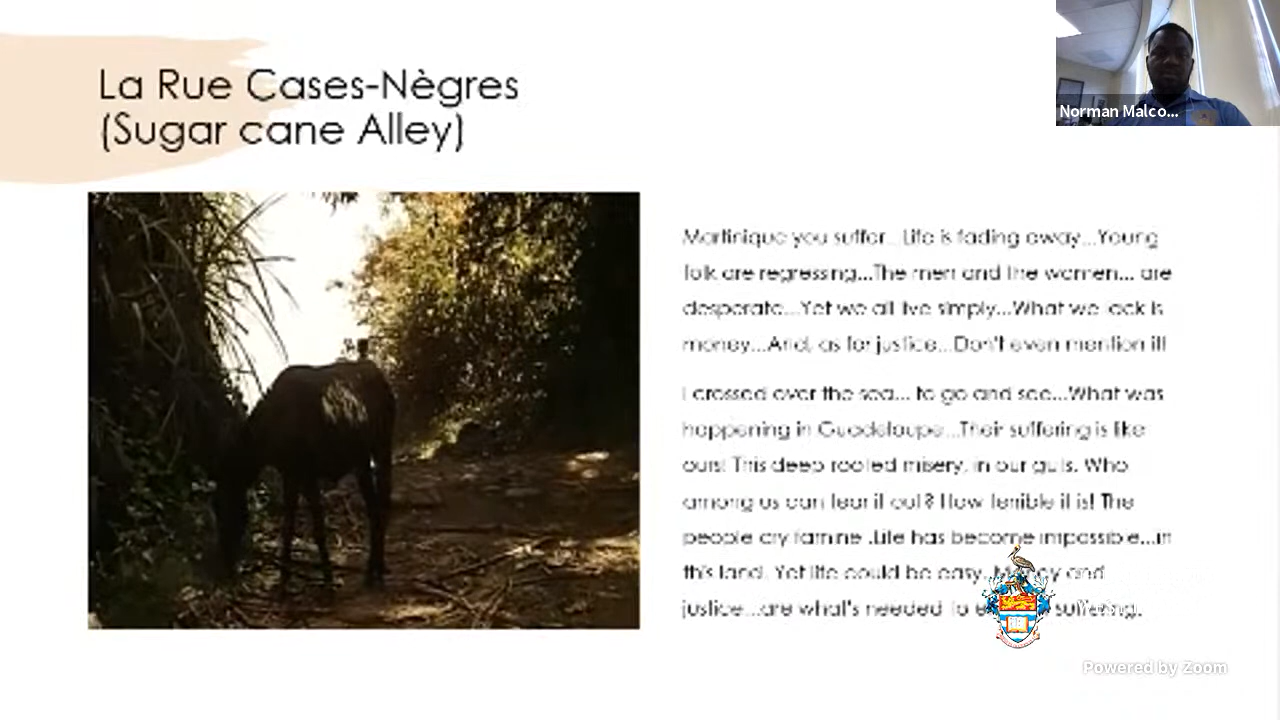 La Rue Cases-Nègres
(Sugar cane Alley)
Norman Malco...
Martinique you suffer...Life is fading away...Young
folk are regressing...The men and the women... are
desperate...Yet we all live simply...What we lack is
money...And, as for justice...Don't even mention it!
I crossed over the sea... to go and see...What was
happening in Guadeloupe...Their suffering is like
ours! This deep rooted misery, in our guts. Who
among us can tear it out? How terrible it is! The
people cry famine .Life has become impossible...in
this land. Yet life could be easy. and
justice...are what's needed to suffering.
Powered by Zoom